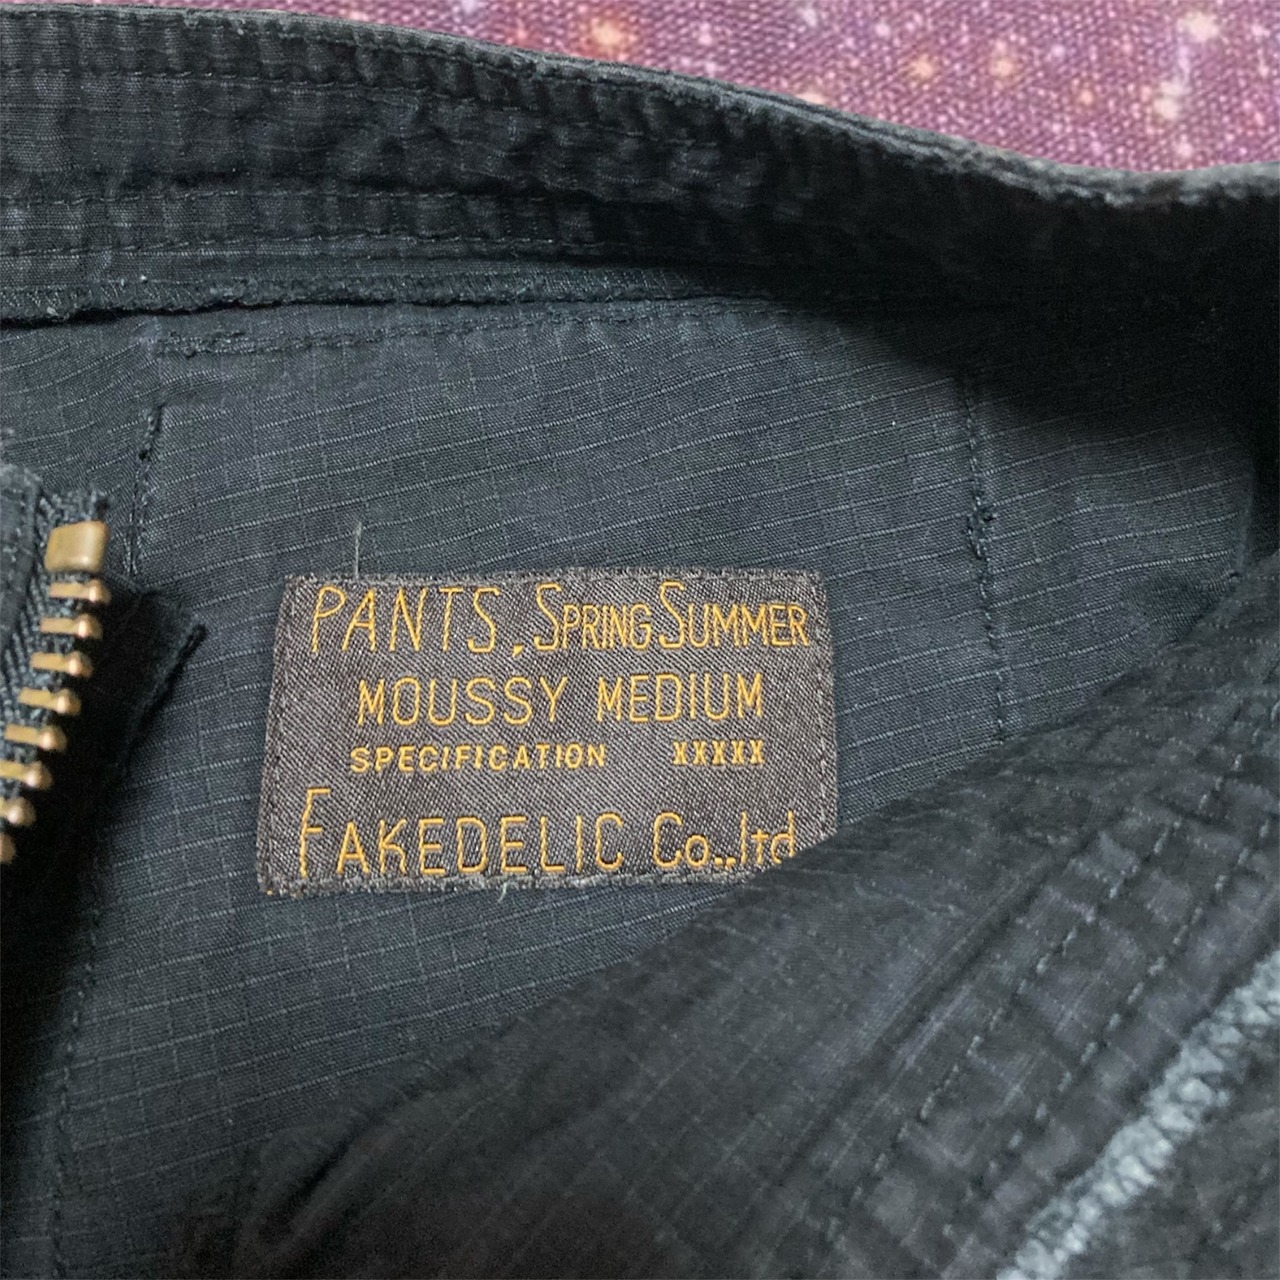 PANTS, SPRING SUMMER
MOUSSY MEDIUM
SPECIFICATION XXXXX
FAKEDELIC Co.,ltd